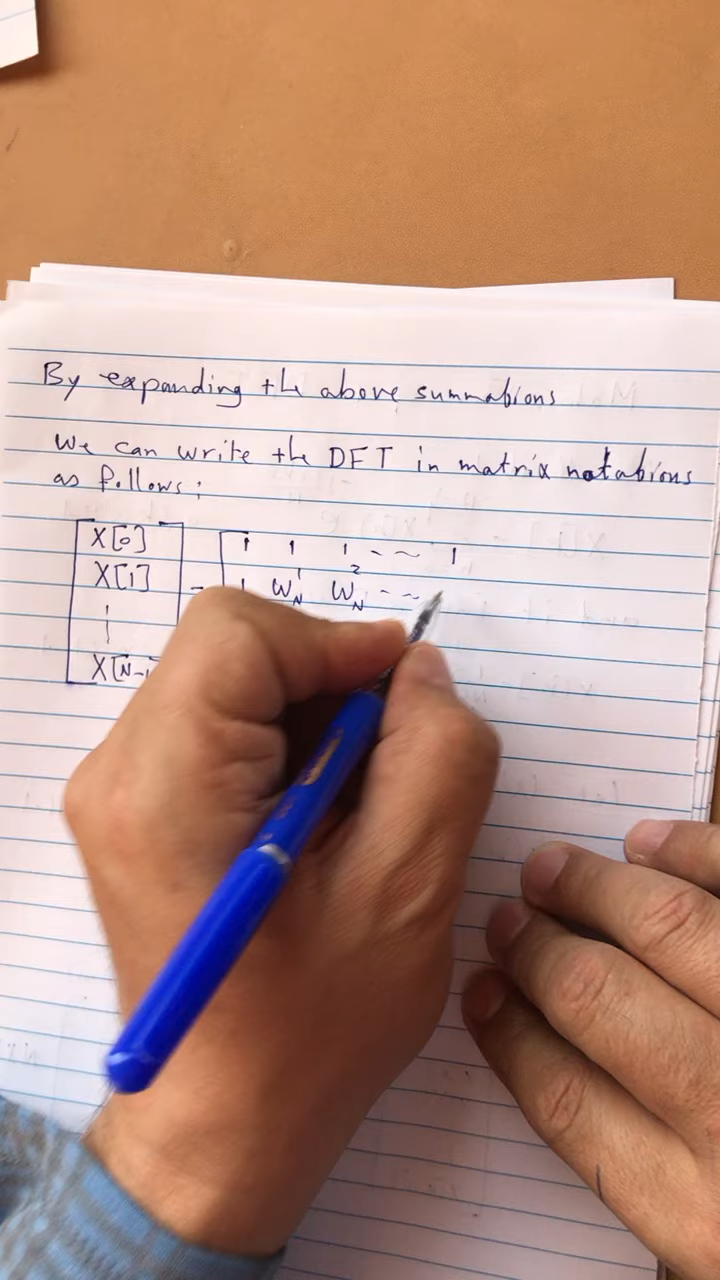 By expanding the above summations
We can write the DFT in matrix notations
as follows:
X[0] 1 1 1 --~ 1
X[1] = 1 W_N^1 W_N^2 --~
⋮
X[N-1